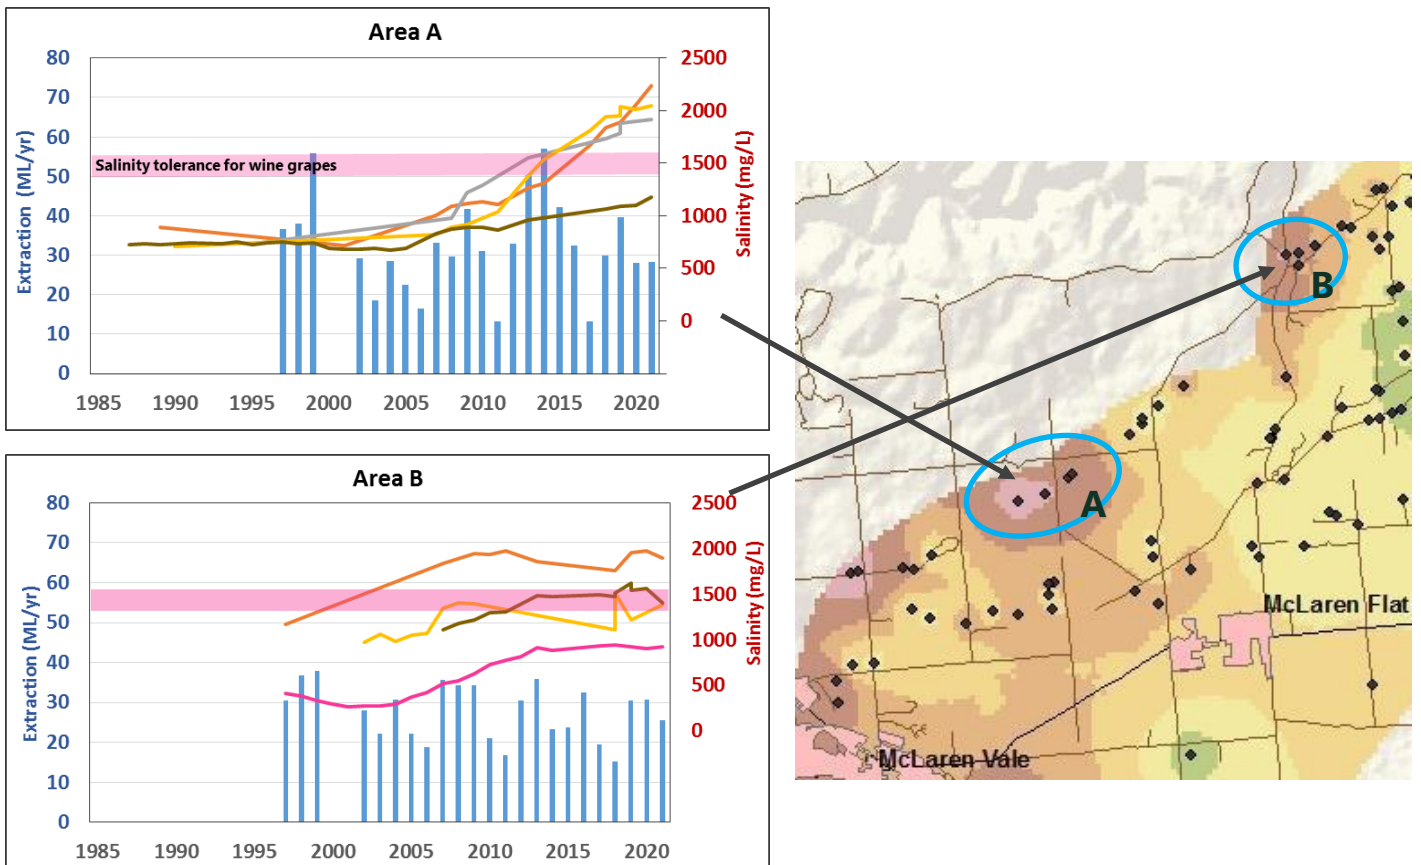 Area A
80
70
60
50
40
30
20
10
0
Extraction (ML/yr)
Salinity tolerance for wine grapes
2500
2000
1500
1000
500
0
Salinity (mg/L)
1985 1990 1995 2000 2005 2010 2015 2020
Area B
80
70
60
50
40
30
20
10
0
Extraction (ML/yr)
2500
2000
1500
1000
500
0
Salinity (mg/L)
1985 1990 1995 2000 2005 2010 2015 2020
B
A
McLaren Flat
McLaren Vale